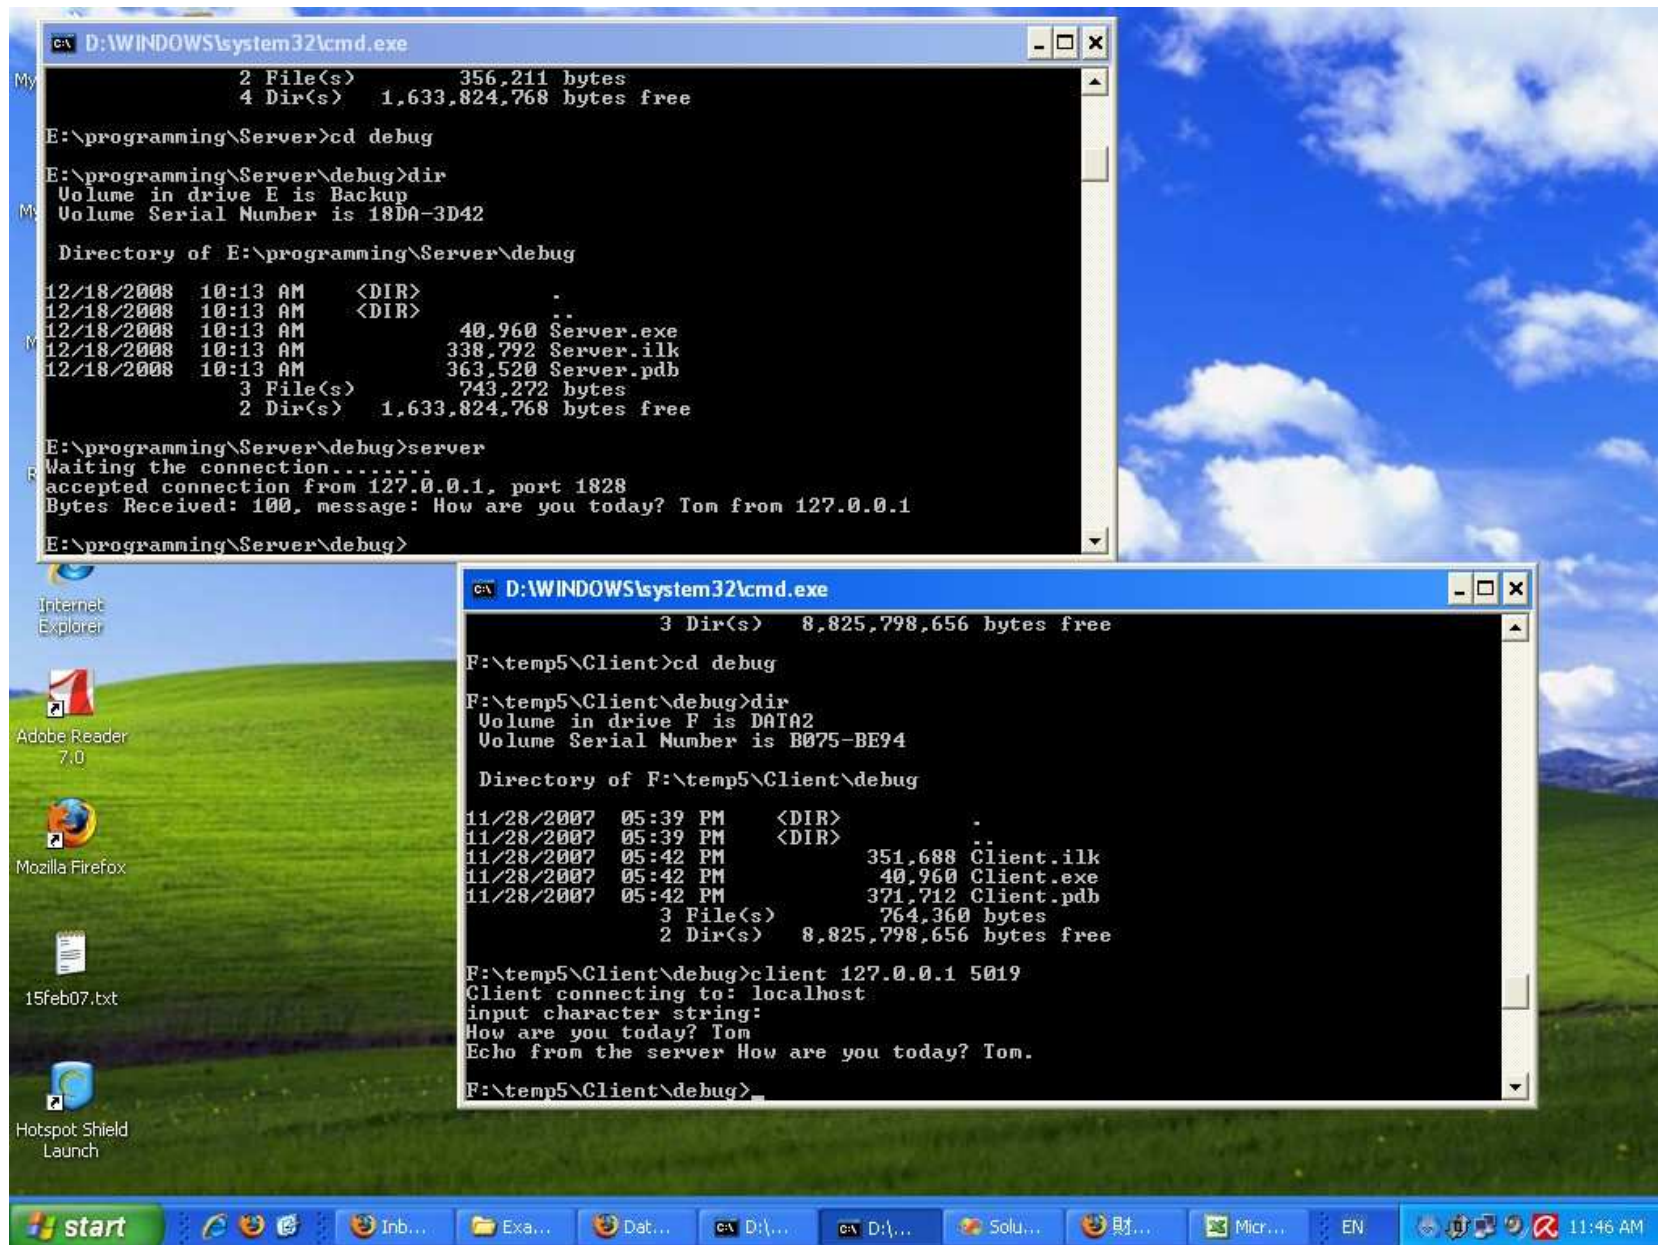 D:\WINDOWS\system32\cmd.exe
2 File(s) 356,211 bytes
4 Dir(s) 1,633,824,768 bytes free
E:\programming\Server>cd debug
E:\programming\Server\debug>dir
Volume in drive E is Backup
Volume Serial Number is 18DA-3D42
Directory of E:\programming\Server\debug
12/18/2008 10:13 AM <DIR> .
12/18/2008 10:13 AM <DIR> ..
12/18/2008 10:13 AM 40,960 Server.exe
12/18/2008 10:13 AM 338,792 Server.ilk
12/18/2008 10:13 AM 363,520 Server.pdb
3 File(s) 743,272 bytes
2 Dir(s) 1,633,824,768 bytes free
E:\programming\Server\debug>server
Waiting the connection........
accepted connection from 127.0.0.1, port 1828
Bytes Received: 100, message: How are you today? Tom from 127.0.0.1
E:\programming\Server\debug>
D:\WINDOWS\system32\cmd.exe
3 Dir(s) 8,825,798,656 bytes free
F:\temp5\Client>cd debug
F:\temp5\Client\debug>dir
Volume in drive F is DATA2
Volume Serial Number is B075-BE94
Directory of F:\temp5\Client\debug
11/28/2007 05:39 PM <DIR> .
11/28/2007 05:39 PM <DIR> ..
11/28/2007 05:42 PM 351,688 Client.ilk
11/28/2007 05:42 PM 40,960 Client.exe
11/28/2007 05:42 PM 371,712 Client.pdb
3 File(s) 764,360 bytes
2 Dir(s) 8,825,798,656 bytes free
F:\temp5\Client\debug>client 127.0.0.1 5019
Client connecting to: localhost
input character string:
How are you today? Tom
Echo from the server How are you today? Tom.
F:\temp5\Client\debug>_
My
Internet
Explorer
Adobe Reader
7.0
Mozilla Firefox
15feb07.txt
Hotspot Shield
Launch
start
Inb...
Exa...
Dat...
D:\...
D:\...
Solu...
財...
Micr...
EN
11:46 AM